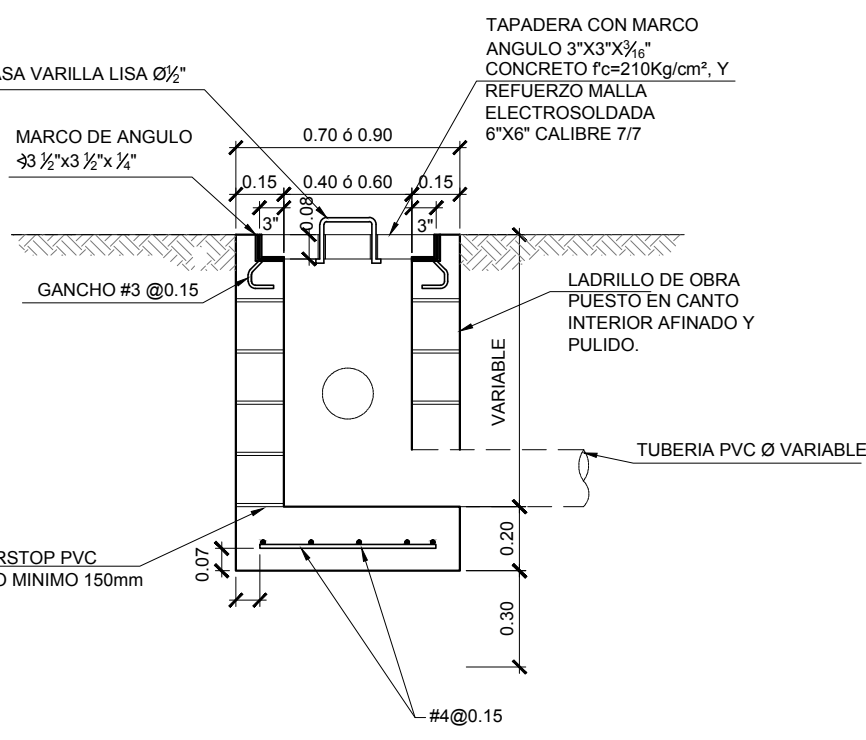 TAPADERA CON MARCO
ANGULO 3"X3"X3/16"
CONCRETO f'c=210Kg/cm², Y
REFUERZO MALLA
ELECTROSOLDADA
6"X6" CALIBRE 7/7
ASA VARILLA LISA Ø½"
MARCO DE ANGULO
3 ½"x3 ½"x ¼"
0.70 ó 0.90
0.15
0.40 ó 0.60
0.15
3"
0.08
3"
GANCHO #3 @0.15
LADRILLO DE OBRA
PUESTO EN CANTO
INTERIOR AFINADO Y
PULIDO.
VARIABLE
TUBERIA PVC Ø VARIABLE
RSTOP PVC
O MINIMO 150mm
0.07
0.20
0.30
#4@0.15